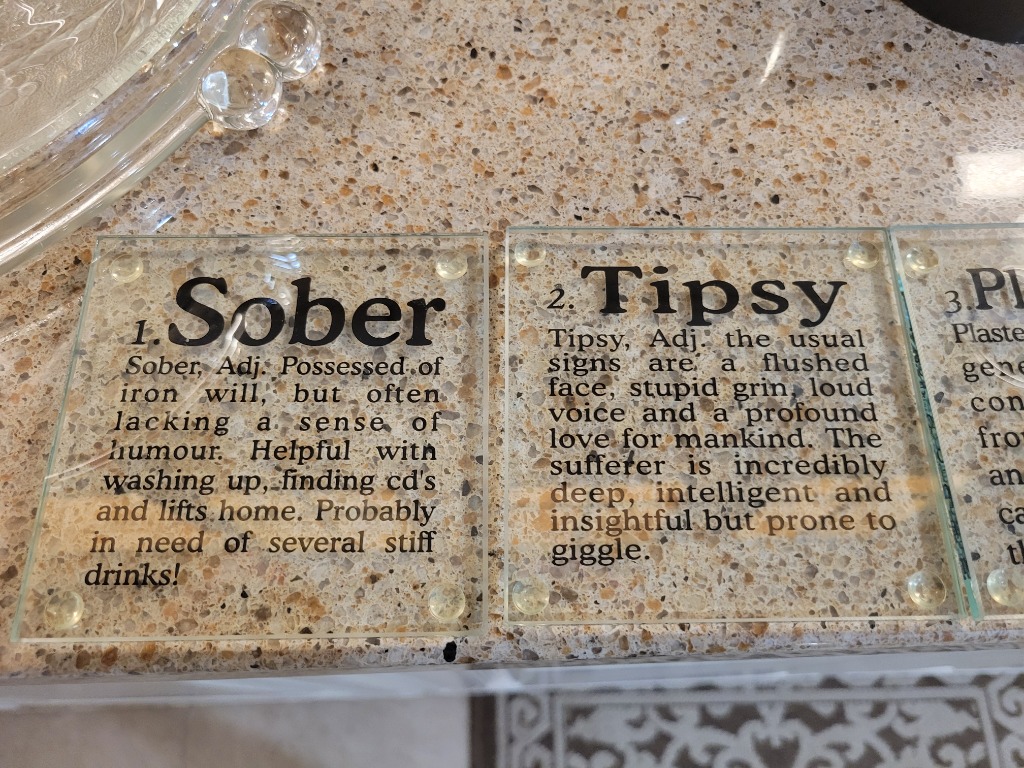 1. Sober
Sober, Adj. Possessed of
iron will, but often
lacking a sense of
humour. Helpful with
washing up, finding cd's
and lifts home. Probably
in need of several stiff
drinks!
2. Tipsy
Tipsy, Adj. the usual
signs are a flushed
face, stupid grin, loud
voice and a profound
love for mankind. The
sufferer is incredibly
deep, intelligent and
insightful but prone to
giggle.
3.